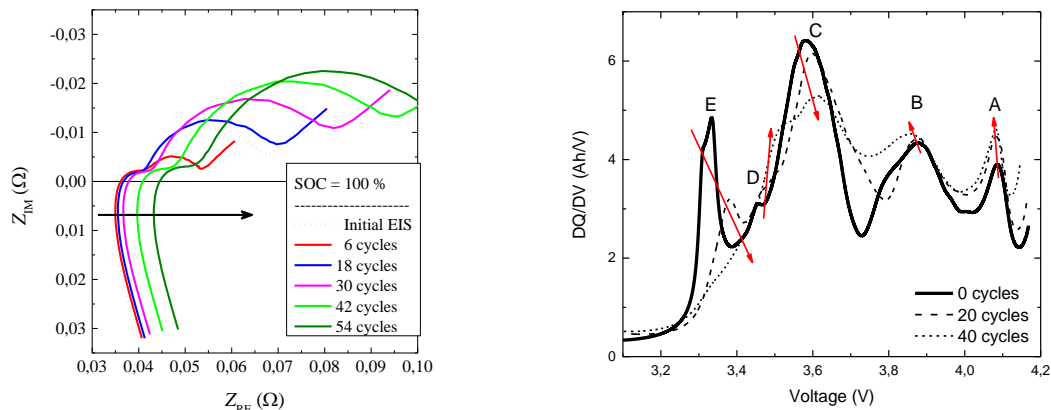 -0,03
-0,02
-0,01
0,00
0,01
0,02
0,03
Z_IM (Ω)
SOC = 100 %
Initial EIS
6 cycles
18 cycles
30 cycles
42 cycles
54 cycles
0,03 0,04 0,05 0,06 0,07 0,08 0,09 0,10
Z_RE (Ω)
6
4
2
0
DQ/DV (Ah/V)
E
D
C
B
A
0 cycles
20 cycles
40 cycles
3,2 3,4 3,6 3,8 4,0 4,2
Voltage (V)